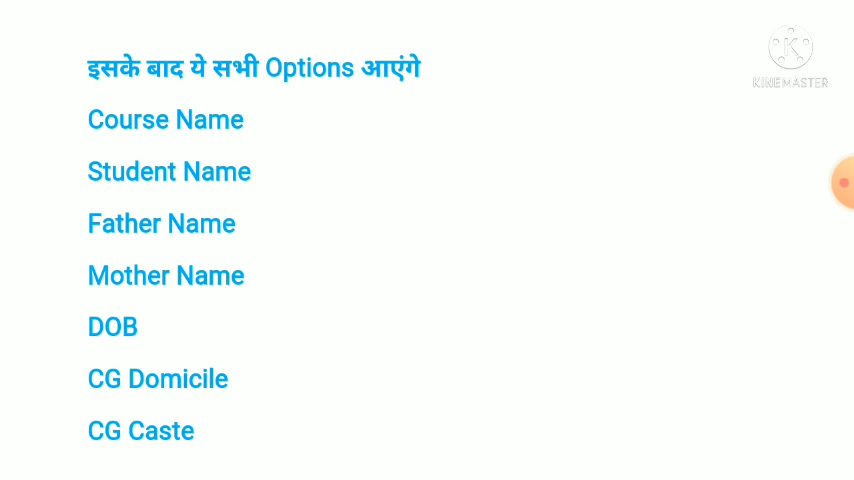 इसके बाद ये सभी Options आएंगे
KINEMASTER
Course Name
Student Name
Father Name
Mother Name
DOB
CG Domicile
CG Caste